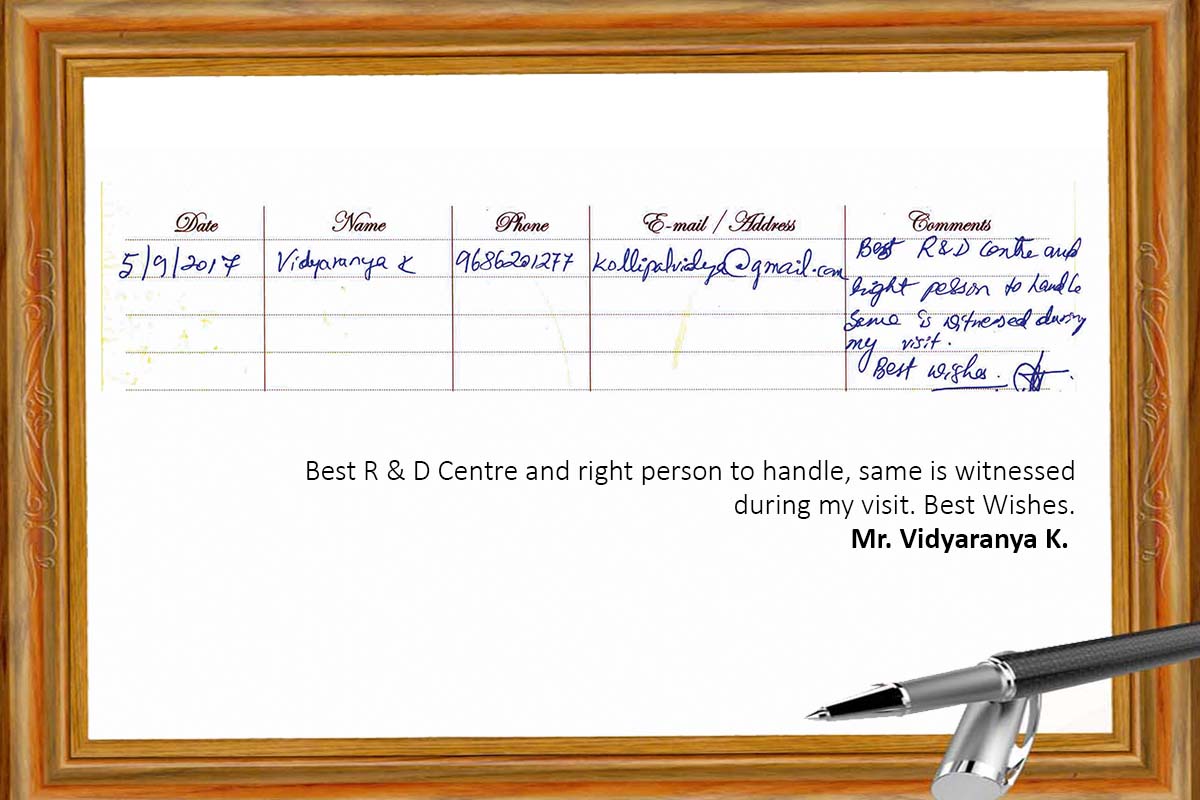 Date Name Phone E-mail / Address Comments
5/9/2017 Vidyaranya K 9686201277 kollipalvidya@gmail.com Best R&D Centre and
right person to handle
same is witnessed during
my visit.
Best wishes.
Best R & D Centre and right person to handle, same is witnessed
during my visit. Best Wishes.
Mr. Vidyaranya K.